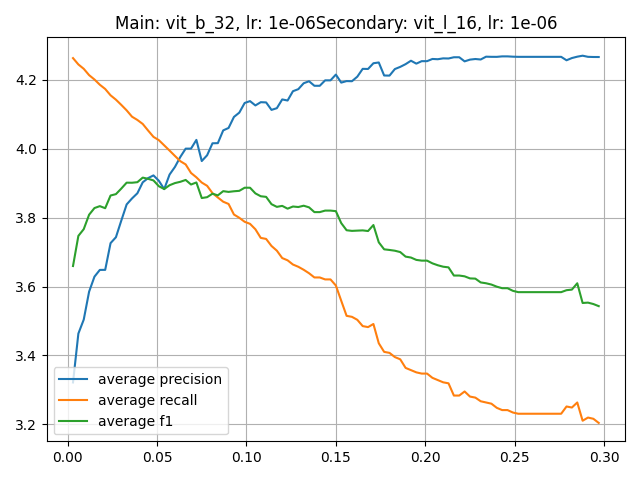 Main: vit_b_32, lr: 1e-06Secondary: vit_l_16, lr: 1e-06
4.2
4.0
3.8
3.6
3.4
3.2
average precision
average recall
average f1
0.00 0.05 0.10 0.15 0.20 0.25 0.30